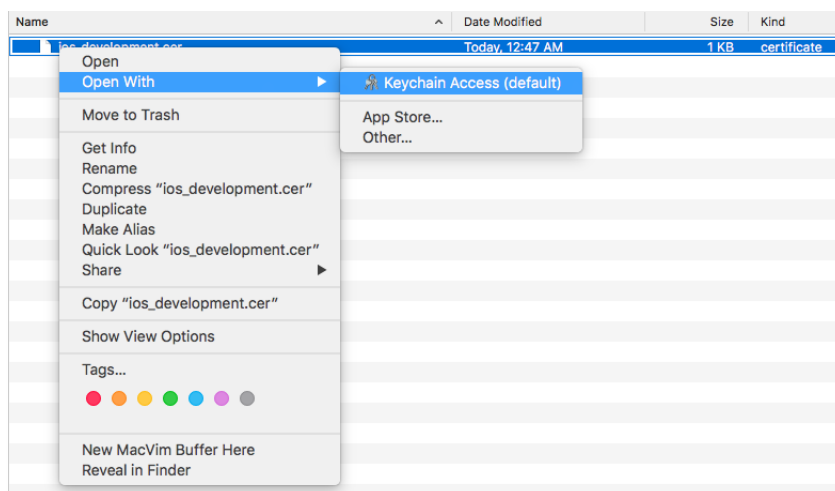 Name Date Modified Size Kind
ios_development.cer Today, 12:47 AM 1 KB certificate
Open
Open With
Keychain Access (default)
App Store...
Other...
Move to Trash
Get Info
Rename
Compress “ios_development.cer”
Duplicate
Make Alias
Quick Look “ios_development.cer”
Share
Copy “ios_development.cer”
Show View Options
Tags...
New MacVim Buffer Here
Reveal in Finder